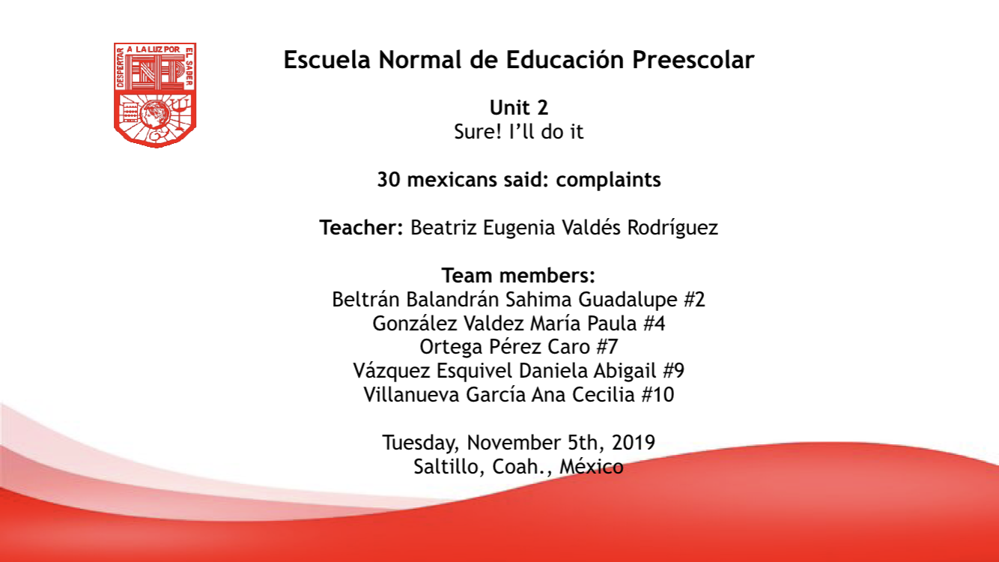 DESPERTAR
A LA LUZ POR
EL SABER
ENEP
Escuela Normal de Educación Preescolar
Unit 2
Sure! I’ll do it
30 mexicans said: complaints
Teacher: Beatriz Eugenia Valdés Rodríguez
Team members:
Beltrán Balandrán Sahima Guadalupe #2
González Valdez María Paula #4
Ortega Pérez Caro #7
Vázquez Esquivel Daniela Abigail #9
Villanueva García Ana Cecilia #10
Tuesday, November 5th, 2019
Saltillo, Coah., México